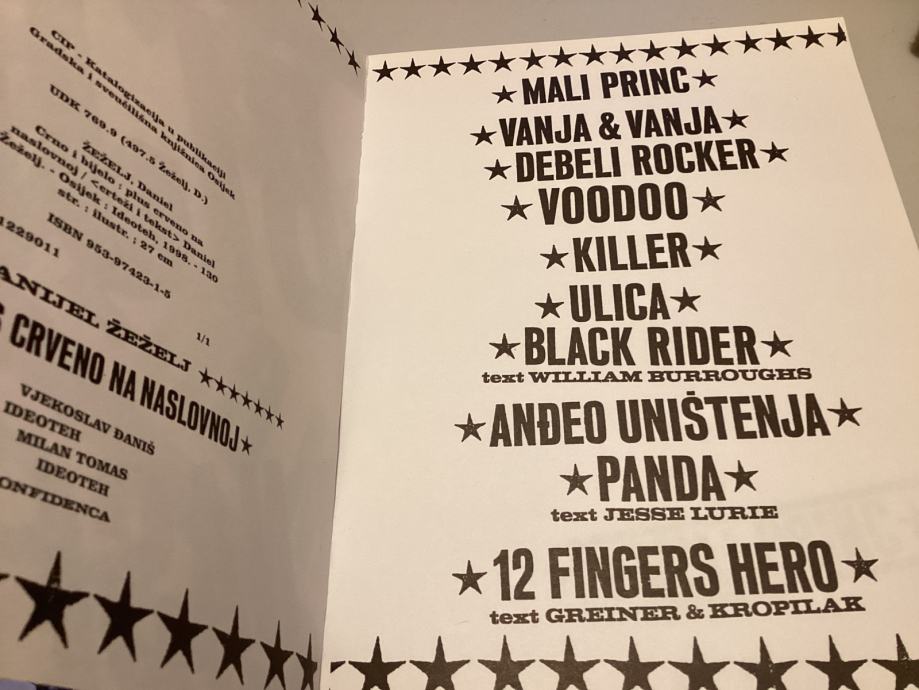 CIP - Katalogizacija u publikaciji
Gradska i sveučilišna knjižnica Osijek
UDK 769.9 (497.5 Žeželj, D.)
ŽEŽELJ, Daniel
Crno i bijelo : plus crveno na
naslovnoj / <crteži i tekst> Daniel
Žeželj. - Osijek : Ideoteh, 1998. - 130
str. : ilustr. ; 27 cm
ISBN 953-97423-1-5
1229011
1/1
ANIJEL ŽEŽELJ
CRVENO NA NASLOVNOJ
VJEKOSLAV ĐANIŠ
IDEOTEH
MILAN TOMAS
IDEOTEH
ONFIDENCA
MALI PRINC
VANJA & VANJA
DEBELI ROCKER
VOODOO
KILLER
ULICA
BLACK RIDER
text WILLIAM BURROUGHS
ANĐEO UNIŠTENJA
PANDA
text JESSE LURIE
12 FINGERS HERO
text GREINER & KROPILAK